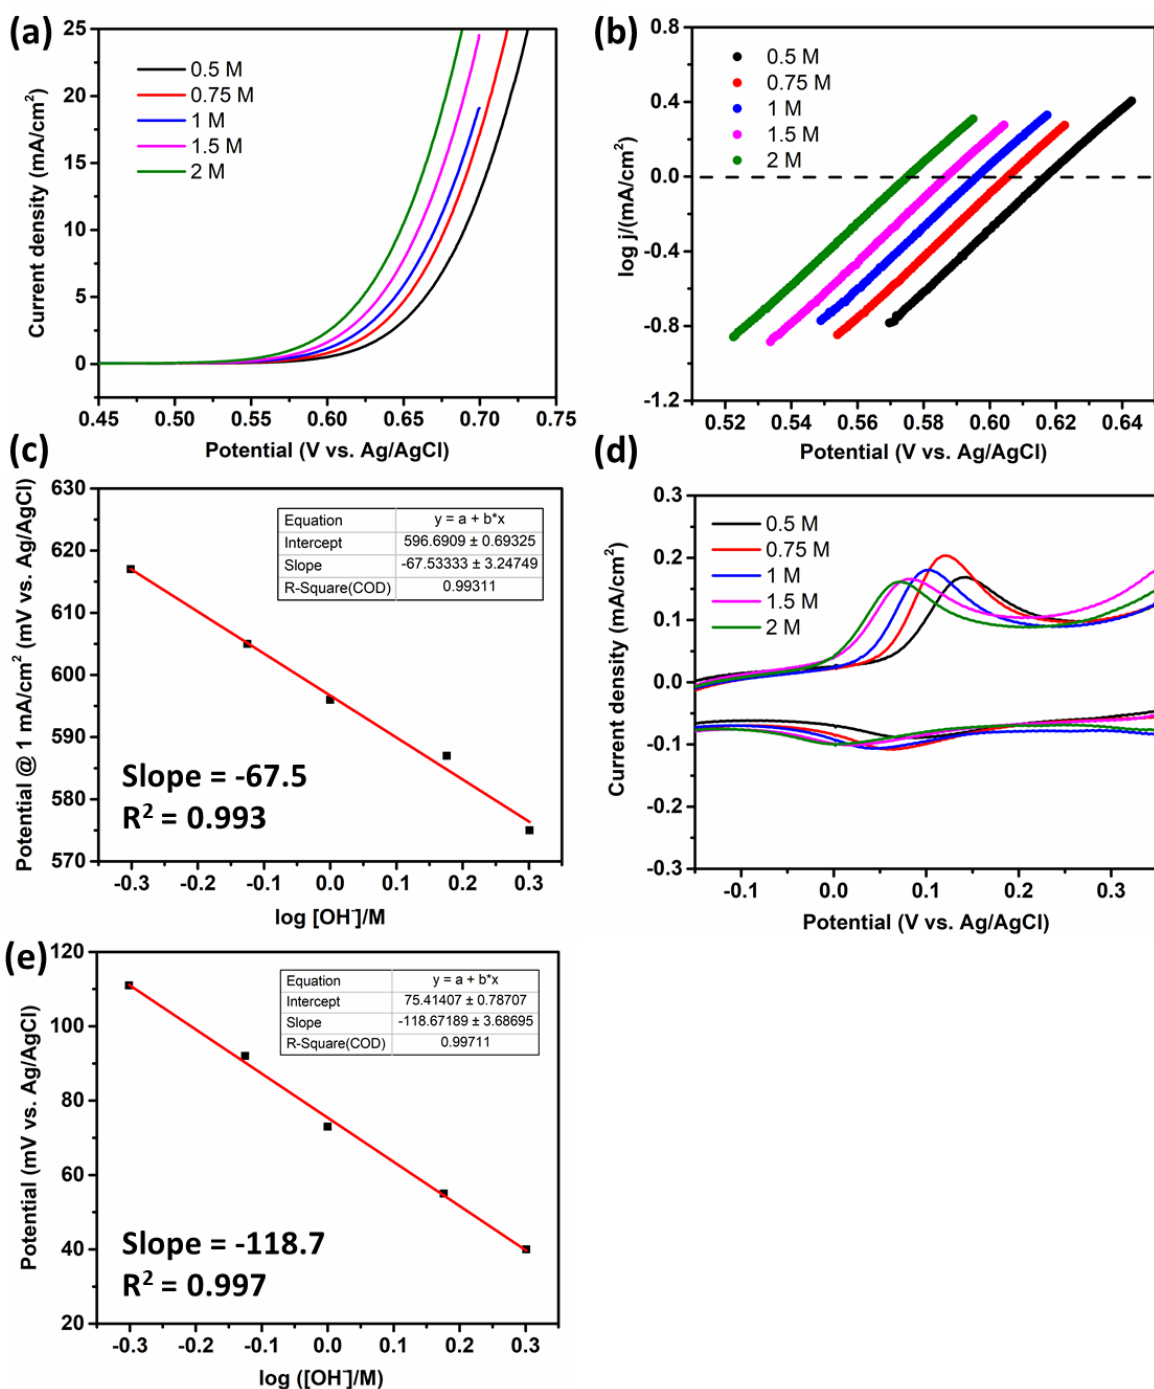 (a)
0.5 M
0.75 M
1 M
1.5 M
2 M
25
20
15
10
5
0
Current density (mA/cm²)
0.45 0.50 0.55 0.60 0.65 0.70 0.75
Potential (V vs. Ag/AgCl)
(b)
0.5 M
0.75 M
1 M
1.5 M
2 M
0.8
0.4
0.0
-0.4
-0.8
-1.2
log j/(mA/cm²)
0.52 0.54 0.56 0.58 0.60 0.62 0.64
Potential (V vs. Ag/AgCl)
(c)
630
620
610
600
590
580
570
Potential @ 1 mA/cm² (mV vs. Ag/AgCl)
Equation y = a + b*x
Intercept 596.6909 ± 0.69325
Slope -67.53333 ± 3.24749
R-Square(COD) 0.99311
Slope = -67.5
R² = 0.993
-0.3 -0.2 -0.1 0.0 0.1 0.2 0.3
log [OH⁻]/M
(d)
0.5 M
0.75 M
1 M
1.5 M
2 M
0.3
0.2
0.1
0.0
-0.1
-0.2
-0.3
Current density (mA/cm²)
-0.1 0.0 0.1 0.2 0.3
Potential (V vs. Ag/AgCl)
(e)
120
100
80
60
40
20
Potential (mV vs. Ag/AgCl)
Equation y = a + b*x
Intercept 75.41407 ± 0.78707
Slope -118.67189 ± 3.68695
R-Square(COD) 0.99711
Slope = -118.7
R² = 0.997
-0.3 -0.2 -0.1 0.0 0.1 0.2 0.3
log ([OH⁻]/M)